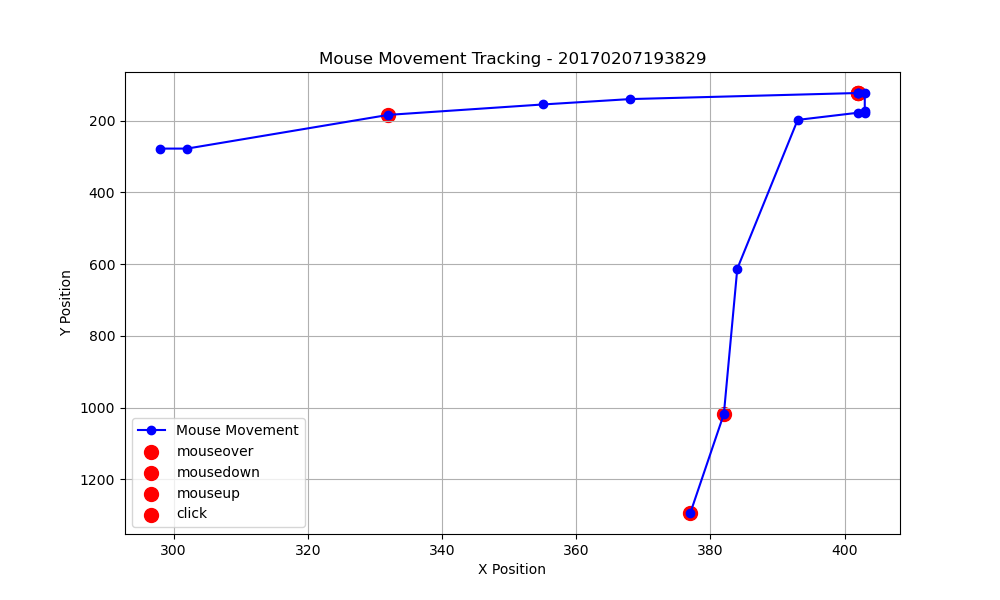 Mouse Movement Tracking - 20170207193829
200
400
600
800
1000
1200
Y Position
Mouse Movement
mouseover
mousedown
mouseup
click
300
320
340
360
380
400
X Position